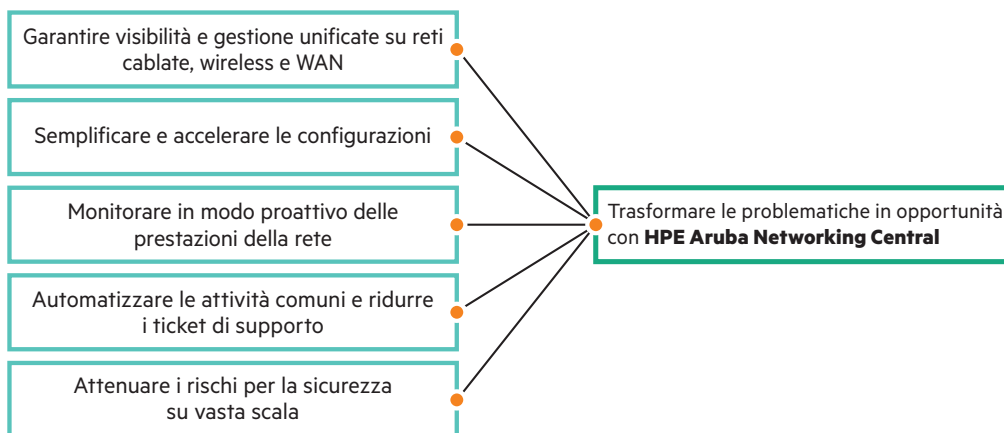 Garantire visibilità e gestione unificate su reti
cablate, wireless e WAN
Semplificare e accelerare le configurazioni
Monitorare in modo proattivo delle
prestazioni della rete
Automatizzare le attività comuni e ridurre
i ticket di supporto
Attenuare i rischi per la sicurezza
su vasta scala
Trasformare le problematiche in opportunità
con HPE Aruba Networking Central